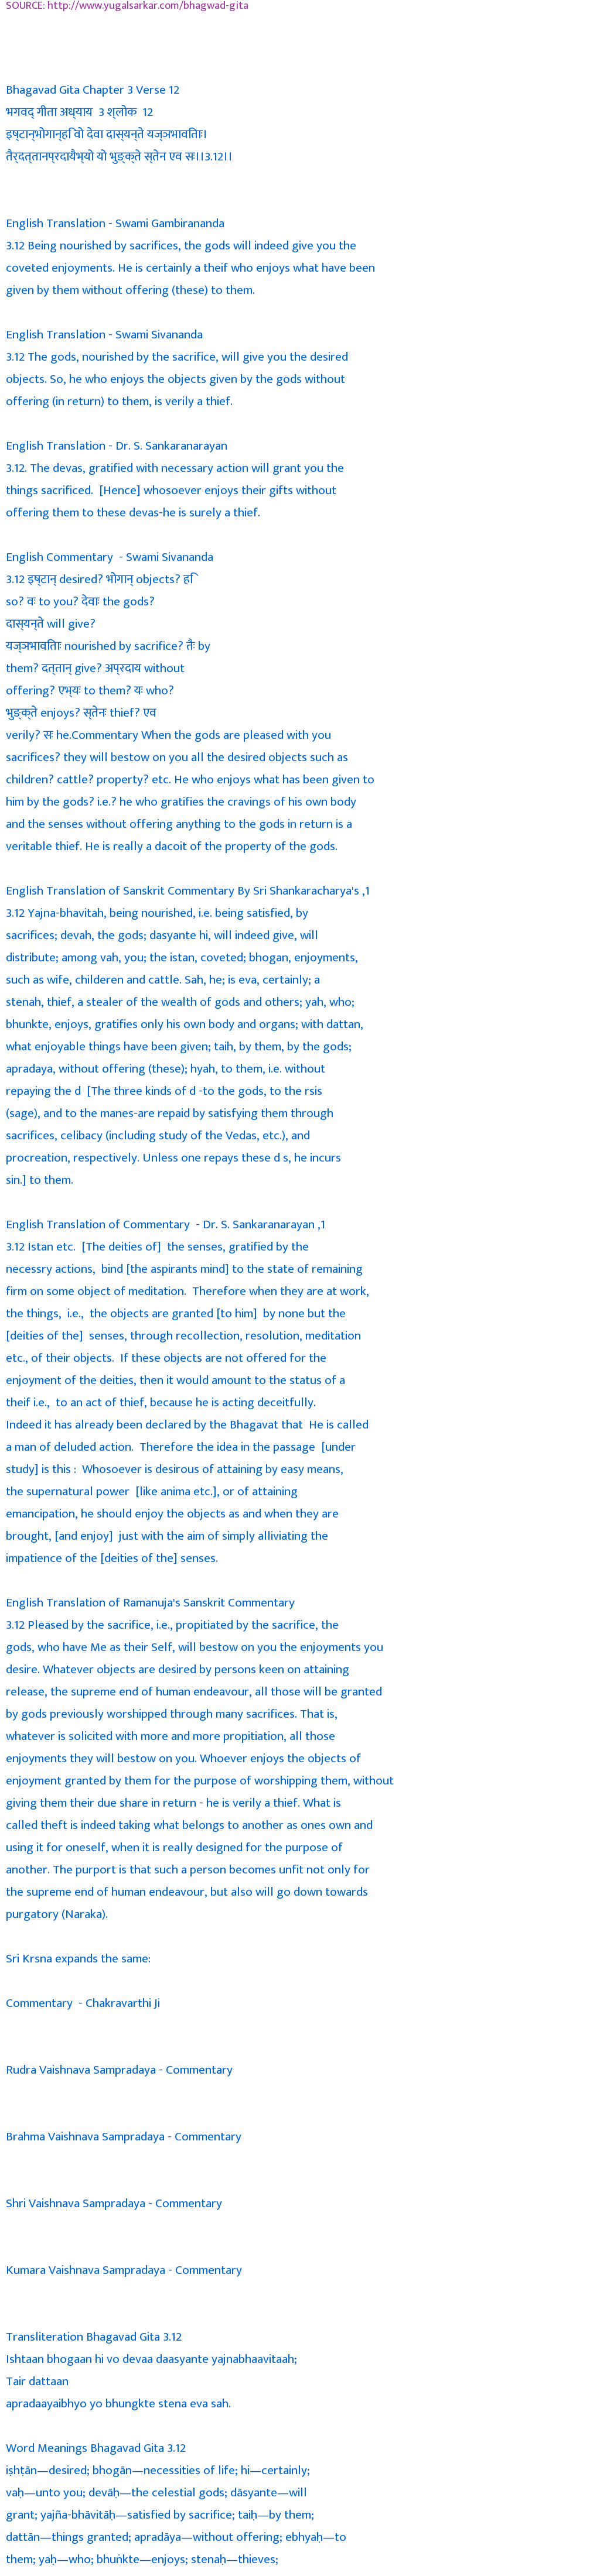 SOURCE: http://www.yugalsarkar.com/bhagwad-gita
Bhagavad Gita Chapter 3 Verse 12
भगवद् गीता अध्याय 3 श्लोक 12
इष्टान्भोगान्हि वो देवा दास्यन्ते यज्ञभाविताः।
तैर्दत्तानप्रदायैभ्यो यो भुङ्क्ते स्तेन एव सः।।3.12।।
English Translation - Swami Gambirananda
3.12 Being nourished by sacrifices, the gods will indeed give you the
coveted enjoyments. He is certainly a theif who enjoys what have been
given by them without offering (these) to them.
English Translation - Swami Sivananda
3.12 The gods, nourished by the sacrifice, will give you the desired
objects. So, he who enjoys the objects given by the gods without
offering (in return) to them, is verily a thief.
English Translation - Dr. S. Sankaranarayan
3.12. The devas, gratified with necessary action will grant you the
things sacrificed. [Hence] whosoever enjoys their gifts without
offering them to these devas-he is surely a thief.
English Commentary - Swami Sivananda
3.12 इष्टान् desired? भोगान् objects? हि
so? वः to you? देवाः the gods?
दास्यन्ते will give?
यज्ञभाविताः nourished by sacrifice? तैः by
them? दत्तान् give? अप्रदाय without
offering? एभ्यः to them? यः who?
भुङ्क्ते enjoys? स्तेनः thief? एव
verily? सः he.Commentary When the gods are pleased with you
sacrifices? they will bestow on you all the desired objects such as
children? cattle? property? etc. He who enjoys what has been given to
him by the gods? i.e.? he who gratifies the cravings of his own body
and the senses without offering anything to the gods in return is a
veritable thief. He is really a dacoit of the property of the gods.
English Translation of Sanskrit Commentary By Sri Shankaracharya's ,1
3.12 Yajna-bhavitah, being nourished, i.e. being satisfied, by
sacrifices; devah, the gods; dasyante hi, will indeed give, will
distribute; among vah, you; the istan, coveted; bhogan, enjoyments,
such as wife, childeren and cattle. Sah, he; is eva, certainly; a
stenah, thief, a stealer of the wealth of gods and others; yah, who;
bhunkte, enjoys, gratifies only his own body and organs; with dattan,
what enjoyable things have been given; taih, by them, by the gods;
apradaya, without offering (these); hyah, to them, i.e. without
repaying the d [The three kinds of d -to the gods, to the rsis
(sage), and to the manes-are repaid by satisfying them through
sacrifices, celibacy (including study of the Vedas, etc.), and
procreation, respectively. Unless one repays these d s, he incurs
sin.] to them.
English Translation of Commentary - Dr. S. Sankaranarayan ,1
3.12 Istan etc. [The deities of] the senses, gratified by the
necessry actions, bind [the aspirants mind] to the state of remaining
firm on some object of meditation. Therefore when they are at work,
the things, i.e., the objects are granted [to him] by none but the
[deities of the] senses, through recollection, resolution, meditation
etc., of their objects. If these objects are not offered for the
enjoyment of the deities, then it would amount to the status of a
theif i.e., to an act of thief, because he is acting deceitfully.
Indeed it has already been declared by the Bhagavat that He is called
a man of deluded action. Therefore the idea in the passage [under
study] is this : Whosoever is desirous of attaining by easy means,
the supernatural power [like anima etc.], or of attaining
emancipation, he should enjoy the objects as and when they are
brought, [and enjoy] just with the aim of simply alliviating the
impatience of the [deities of the] senses.
English Translation of Ramanuja's Sanskrit Commentary
3.12 Pleased by the sacrifice, i.e., propitiated by the sacrifice, the
gods, who have Me as their Self, will bestow on you the enjoyments you
desire. Whatever objects are desired by persons keen on attaining
release, the supreme end of human endeavour, all those will be granted
by gods previously worshipped through many sacrifices. That is,
whatever is solicited with more and more propitiation, all those
enjoyments they will bestow on you. Whoever enjoys the objects of
enjoyment granted by them for the purpose of worshipping them, without
giving them their due share in return - he is verily a thief. What is
called theft is indeed taking what belongs to another as ones own and
using it for oneself, when it is really designed for the purpose of
another. The purport is that such a person becomes unfit not only for
the supreme end of human endeavour, but also will go down towards
purgatory (Naraka).
Sri Krsna expands the same:
Commentary - Chakravarthi Ji
Rudra Vaishnava Sampradaya - Commentary
Brahma Vaishnava Sampradaya - Commentary
Shri Vaishnava Sampradaya - Commentary
Kumara Vaishnava Sampradaya - Commentary
Transliteration Bhagavad Gita 3.12
Ishtaan bhogaan hi vo devaa daasyante yajnabhaavitaah;
Tair dattaan
apradaayaibhyo yo bhungkte stena eva sah.
Word Meanings Bhagavad Gita 3.12
iṣhṭān—desired; bhogān—necessities of life; hi—certainly;
vaḥ—unto you; devāḥ—the celestial gods; dāsyante—will
grant; yajña-bhāvitāḥ—satisfied by sacrifice; taiḥ—by them;
dattān—things granted; apradāya—without offering; ebhyaḥ—to
them; yaḥ—who; bhuṅkte—enjoys; stenaḥ—thieves;